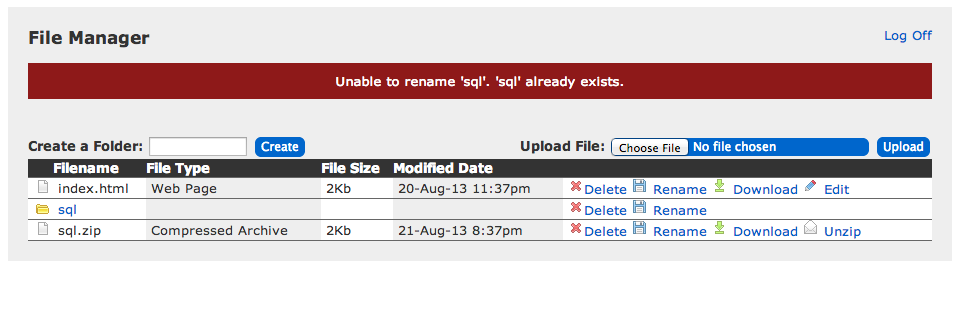 File Manager
Log Off
Unable to rename 'sql'. 'sql' already exists.
Create a Folder: Create Upload File: Choose File No file chosen Upload
Filename File Type File Size Modified Date
index.html Web Page 2Kb 20-Aug-13 11:37pm Delete Rename Download Edit
sql Delete Rename
sql.zip Compressed Archive 2Kb 21-Aug-13 8:37pm Delete Rename Download Unzip